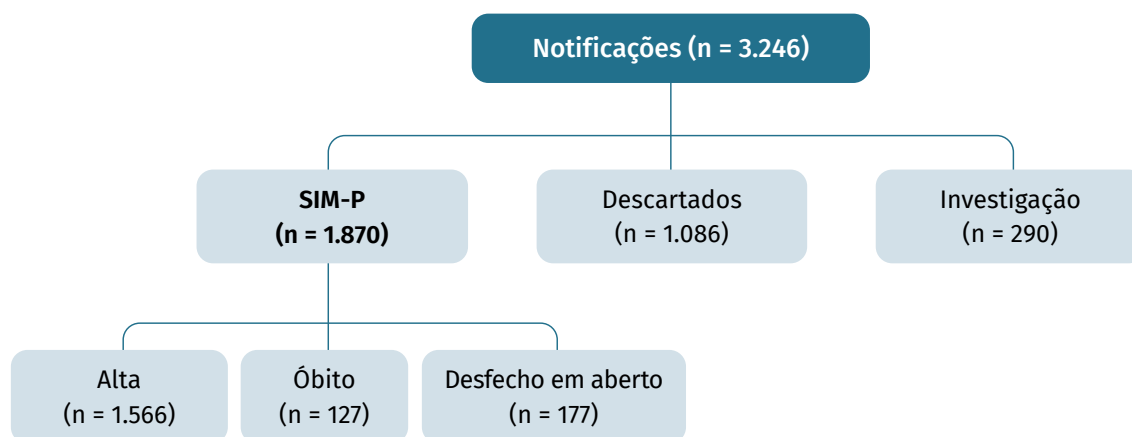 Notificações (n = 3.246)
SIM-P
(n = 1.870)
Descartados
(n = 1.086)
Investigação
(n = 290)
Alta
(n = 1.566)
Óbito
(n = 127)
Desfecho em aberto
(n = 177)